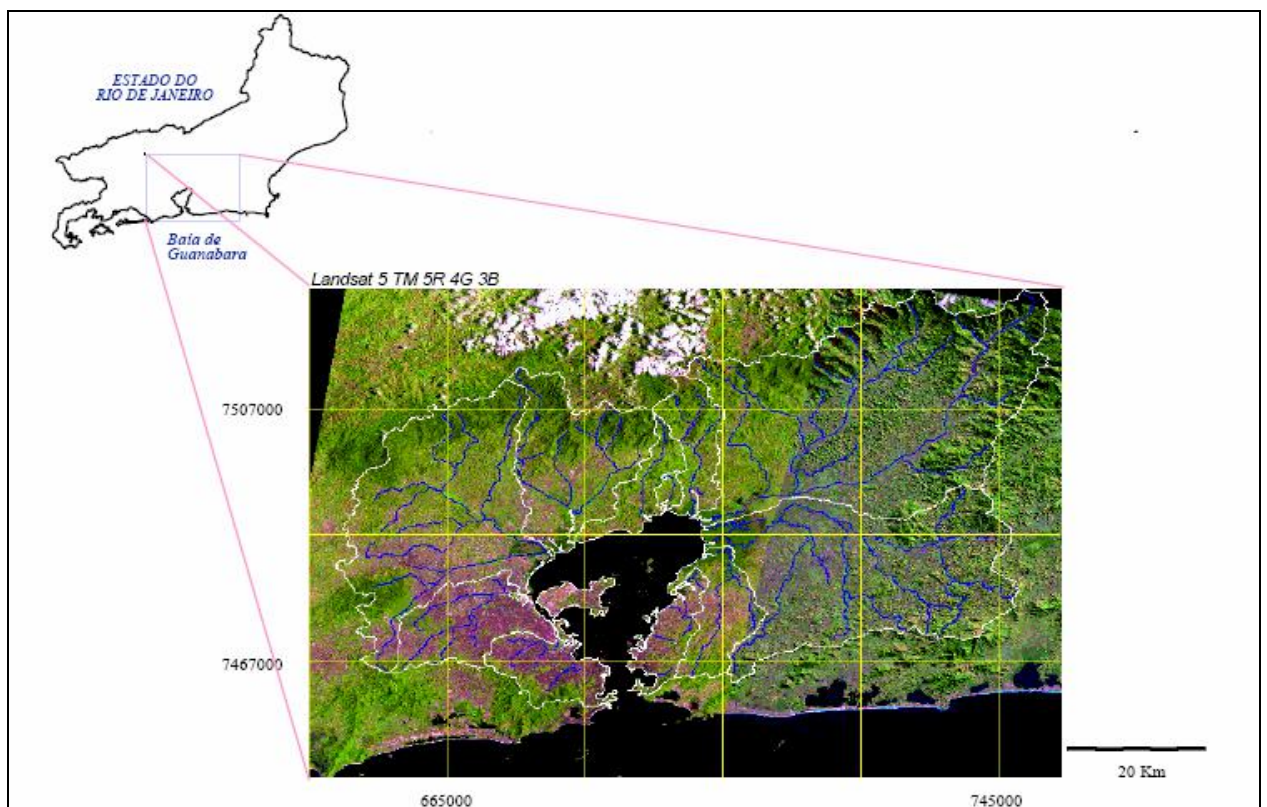 ESTADO DO
RIO DE JANEIRO
Baía de
Guanabara
Landsat 5 TM 5R 4G 3B
7507000
7467000
20 Km
665000
745000